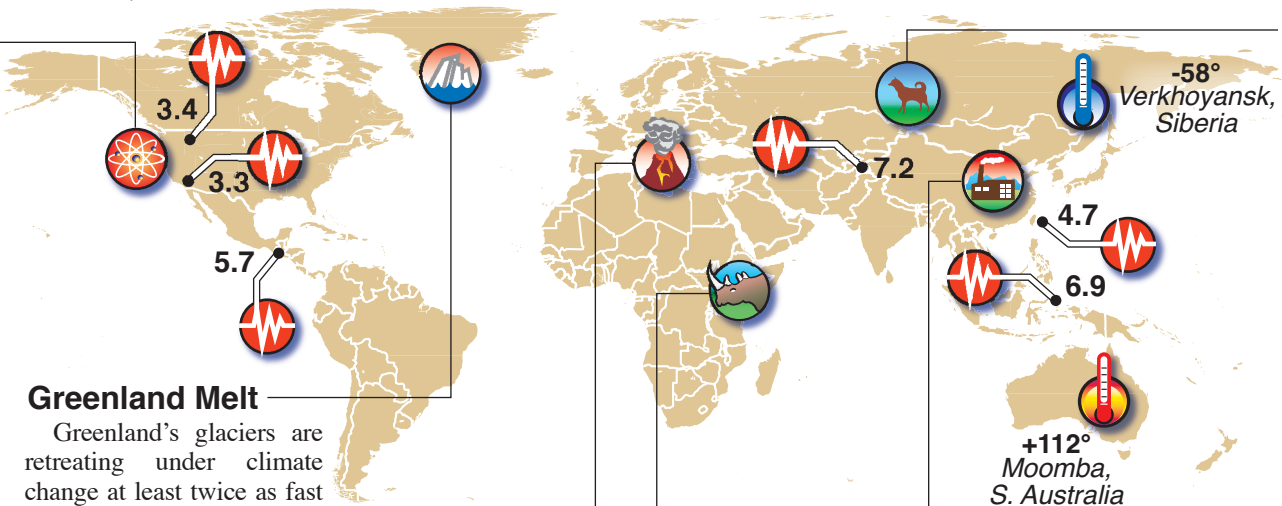 3.4
3.3
5.7
7.2
4.7
6.9
-58°
Verkhoyansk,
Siberia
+112°
Moomba,
S. Australia
Greenland Melt
Greenland’s glaciers are
retreating under climate
change at least twice as fast